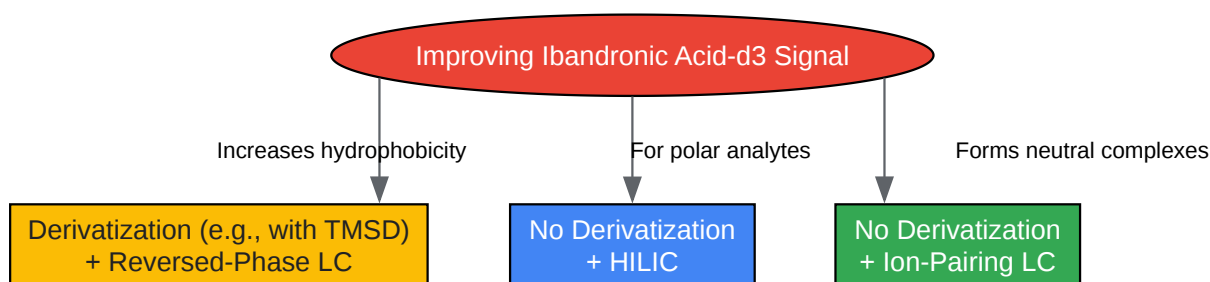 Improving Ibandronic Acid-d3 Signal
Increases hydrophobicity
For polar analytes
Forms neutral complexes
Derivatization (e.g., with TMSD)
+ Reversed-Phase LC
No Derivatization
+ HILIC
No Derivatization
+ Ion-Pairing LC